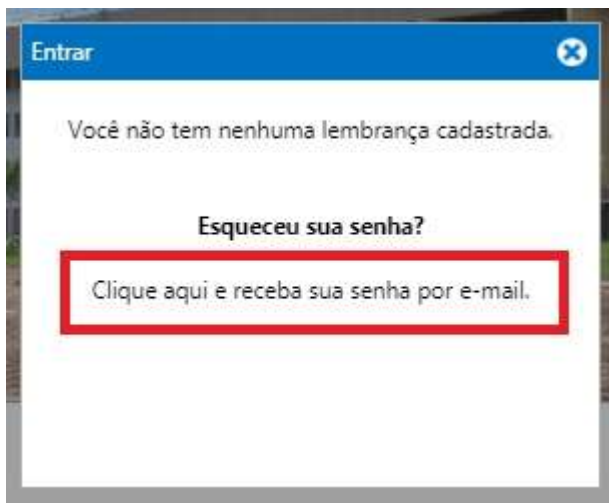 Entrar
Você não tem nenhuma lembrança cadastrada.
Esqueceu sua senha?
Clique aqui e receba sua senha por e-mail.